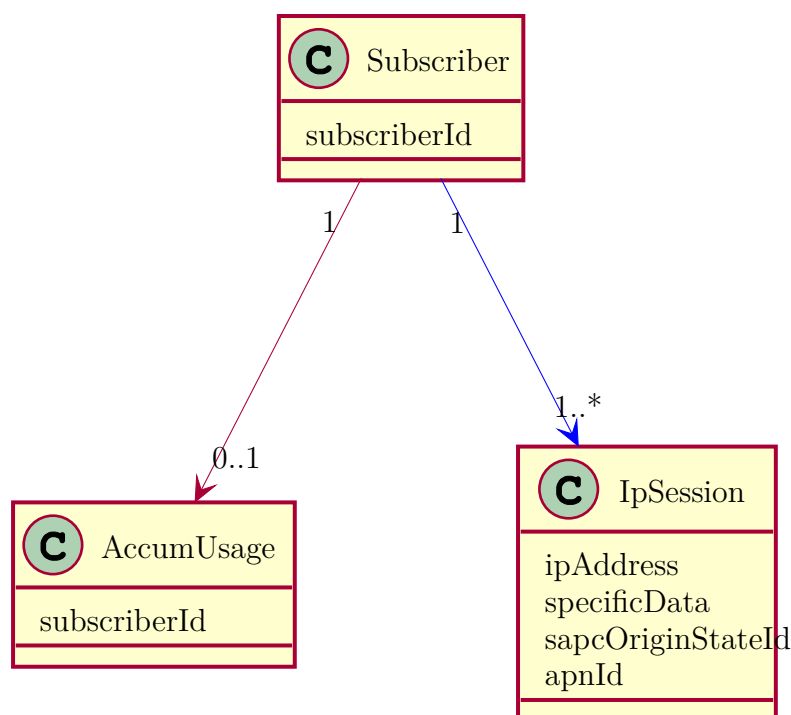 C Subscriber
subscriberId
1
1
1..*
0..1
C IpSession
C AccumUsage
ipAddress
specificData
subscriberId
sapcOriginStateId
apnId